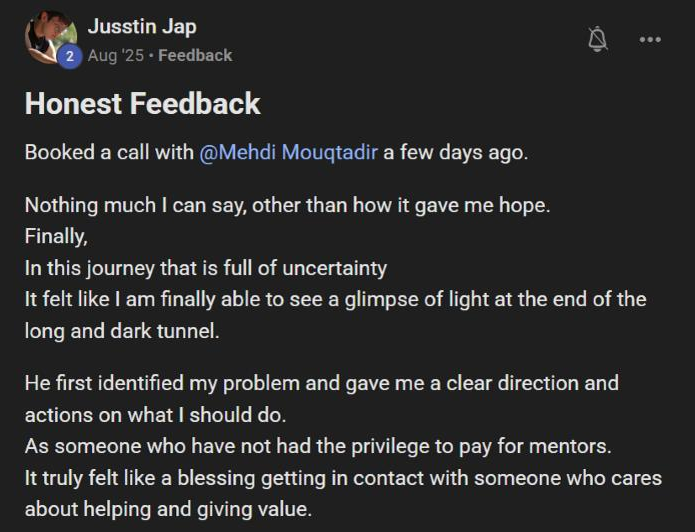 Jusstin Jap
2 Aug '25 • Feedback
Honest Feedback
Booked a call with @Mehdi Mouqtadir a few days ago.
Nothing much I can say, other than how it gave me hope.
Finally,
In this journey that is full of uncertainty
It felt like I am finally able to see a glimpse of light at the end of the
long and dark tunnel.
He first identified my problem and gave me a clear direction and
actions on what I should do.
As someone who have not had the privilege to pay for mentors.
It truly felt like a blessing getting in contact with someone who cares
about helping and giving value.